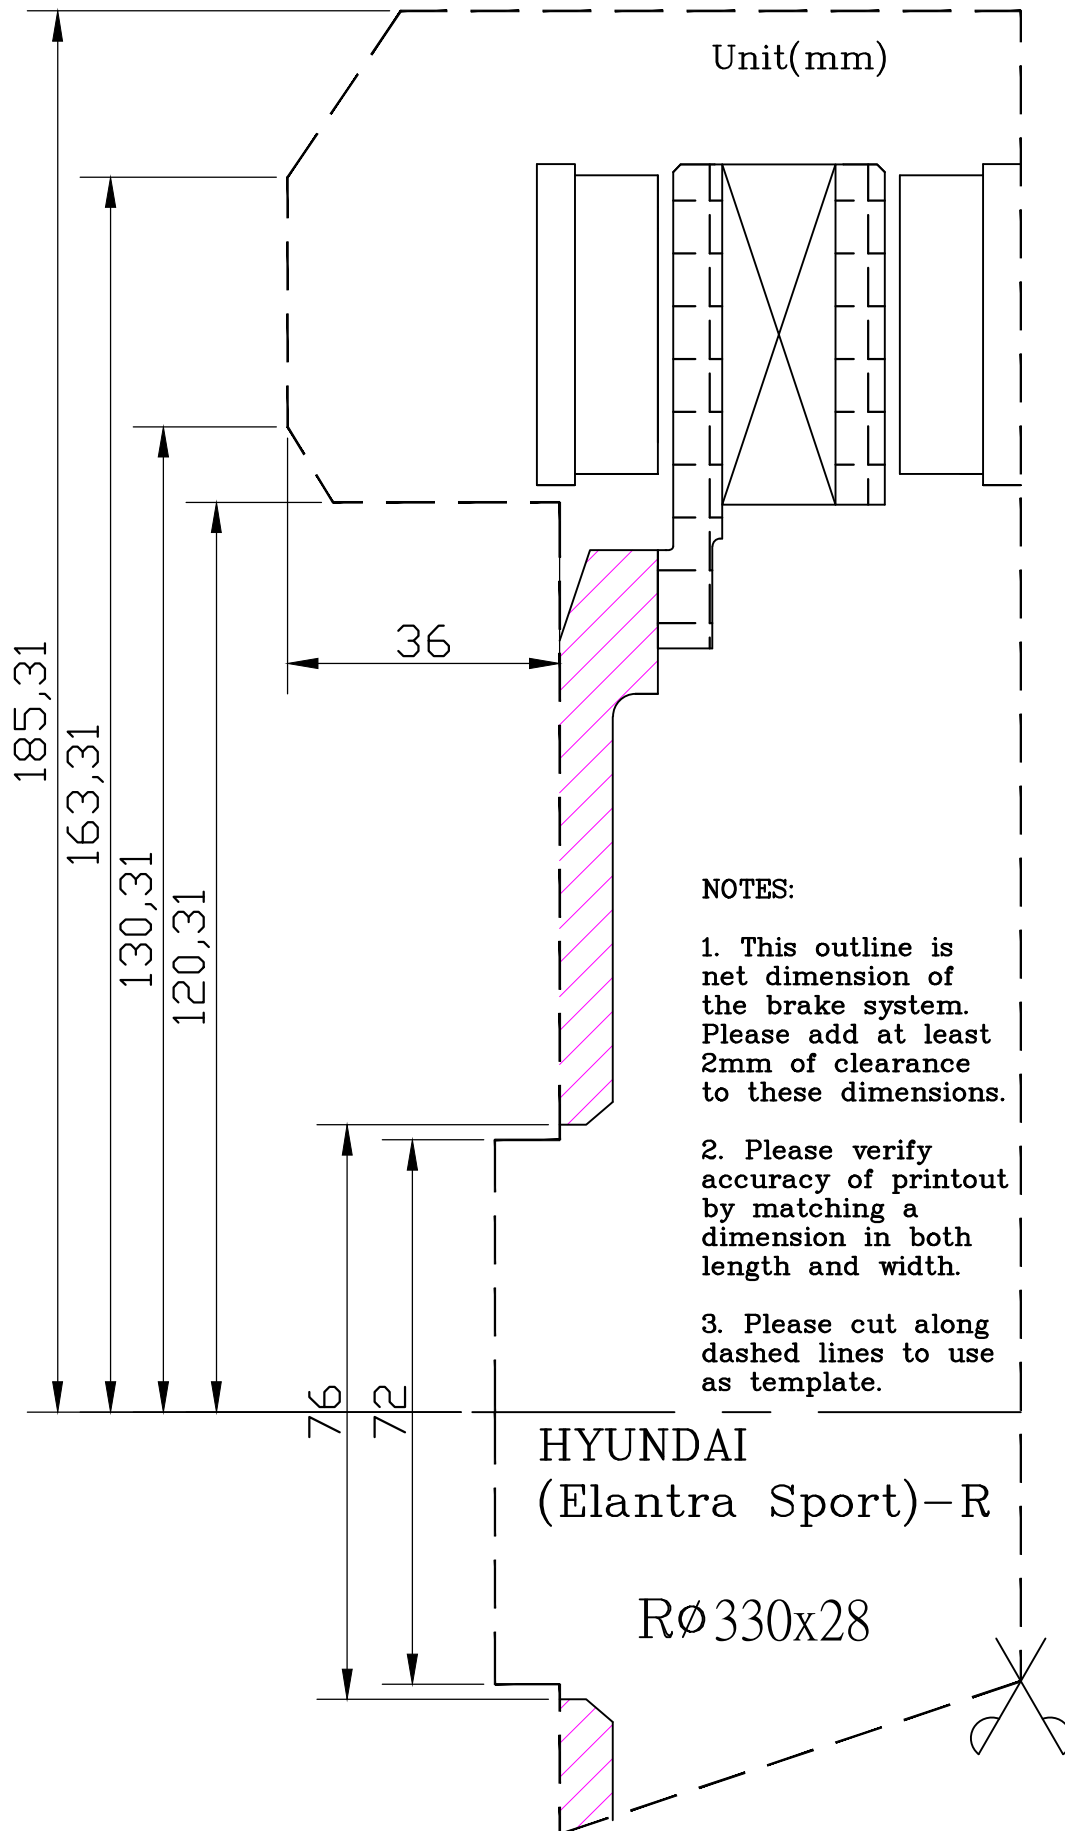 Unit(mm)
36
185,31
163,31
130,31
120,31
NOTES:
1. This outline is
net dimension of
the brake system.
Please add at least
2mm of clearance
to these dimensions.
2. Please verify
accuracy of printout
by matching a
dimension in both
length and width.
3. Please cut along
dashed lines to use
as template.
76
72
HYUNDAI
(Elantra Sport)-R
RØ330x28